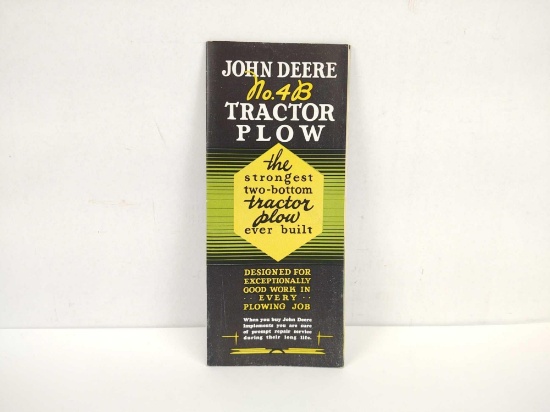 JOHN DEERE
No. 4B
TRACTOR
PLOW
the
strongest
two-bottom
tractor
plow
ever built
DESIGNED FOR
EXCEPTIONALLY
GOOD WORK IN
·· EVERY ··
PLOWING JOB
When you buy John Deere
Implements you are sure
of prompt repair service
during their long life.